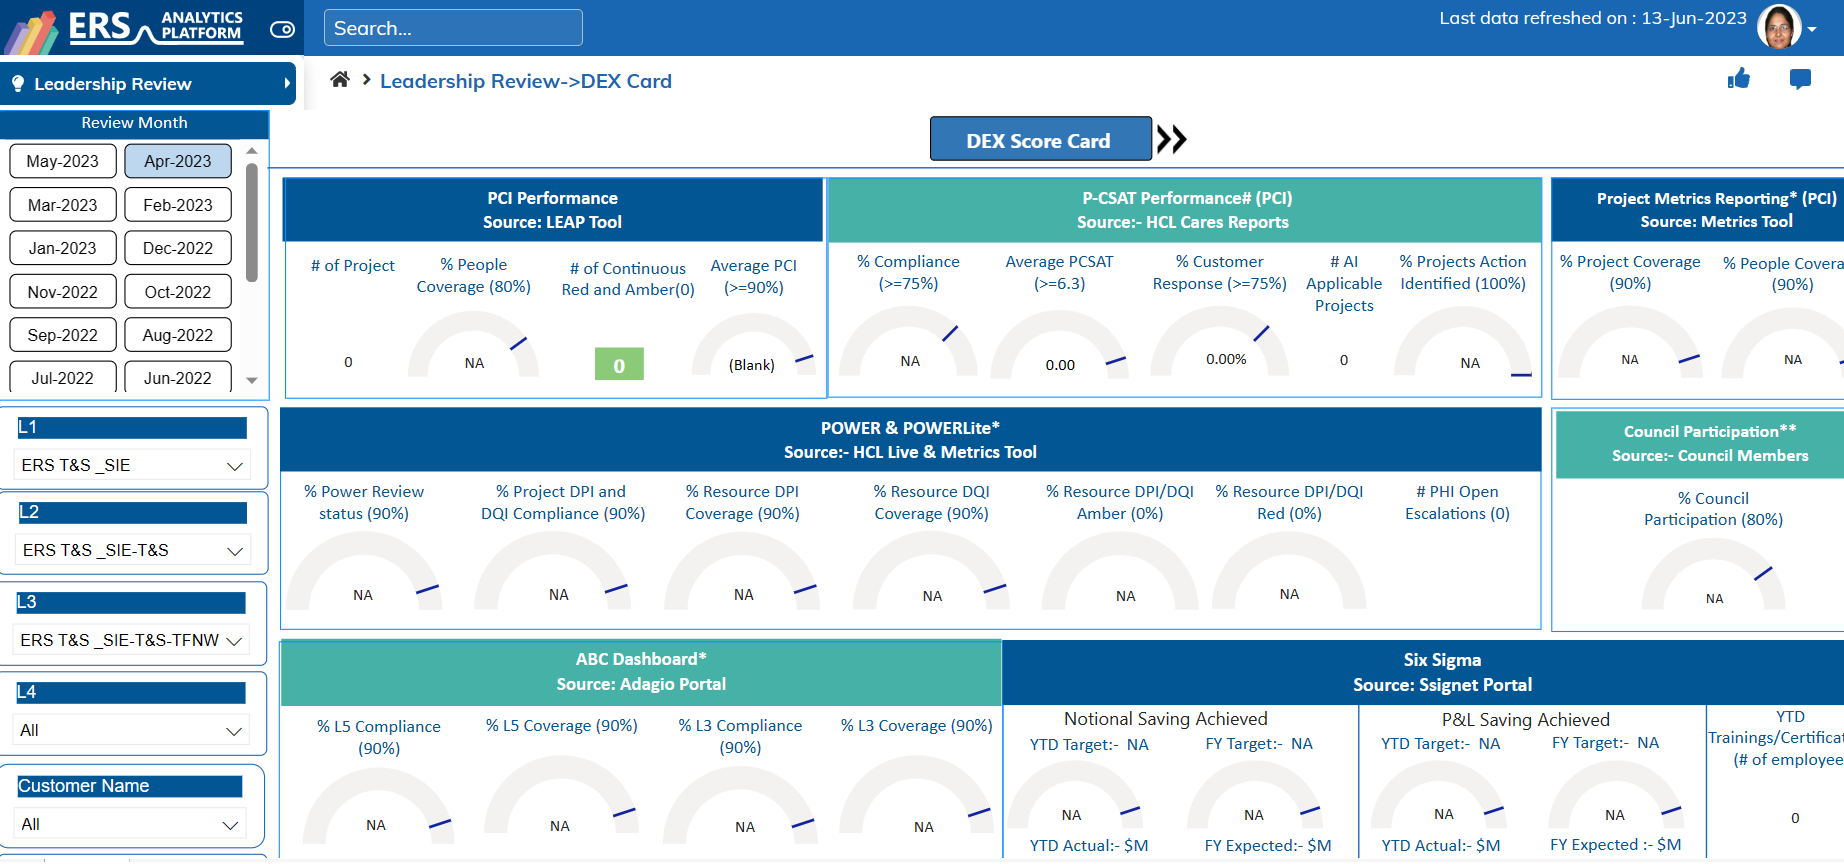 ERS ANALYTICS PLATFORM
Search...
Last data refreshed on : 13-Jun-2023
Leadership Review
Leadership Review->DEX Card
Review Month
May-2023 Apr-2023
Mar-2023 Feb-2023
Jan-2023 Dec-2022
Nov-2022 Oct-2022
Sep-2022 Aug-2022
Jul-2022 Jun-2022
L1
ERS T&S _SIE
L2
ERS T&S _SIE-T&S
L3
ERS T&S _SIE-T&S-TFNW
L4
All
Customer Name
All
DEX Score Card
PCI Performance
Source: LEAP Tool
# of Project
0
% People
Coverage (80%)
NA
# of Continuous
Red and Amber(0)
0
Average PCI
(>=90%)
(Blank)
P-CSAT Performance# (PCI)
Source:- HCL Cares Reports
% Compliance
(>=75%)
NA
Average PCSAT
(>=6.3)
0.00
% Customer
Response (>=75%)
0.00%
# AI
Applicable
Projects
0
% Projects Action
Identified (100%)
NA
Project Metrics Reporting* (PCI)
Source: Metrics Tool
% Project Coverage
(90%)
NA
% People Covera
(90%)
NA
POWER & POWERLite*
Source:- HCL Live & Metrics Tool
% Power Review
status (90%)
NA
% Project DPI and
DQI Compliance (90%)
NA
% Resource DPI
Coverage (90%)
NA
% Resource DQI
Coverage (90%)
NA
% Resource DPI/DQI
Amber (0%)
NA
% Resource DPI/DQI
Red (0%)
NA
# PHI Open
Escalations (0)
Council Participation**
Source:- Council Members
% Council
Participation (80%)
NA
ABC Dashboard*
Source: Adagio Portal
% L5 Compliance
(90%)
NA
% L5 Coverage (90%)
NA
% L3 Compliance
(90%)
NA
% L3 Coverage (90%)
NA
Six Sigma
Source: Ssignet Portal
Notional Saving Achieved
YTD Target:- NA
NA
YTD Actual:- $M
FY Target:- NA
NA
FY Expected:- $M
P&L Saving Achieved
YTD Target:- NA
NA
YTD Actual:- $M
FY Target:- NA
NA
FY Expected :- $M
YTD
Trainings/Certificat
(# of employee
0